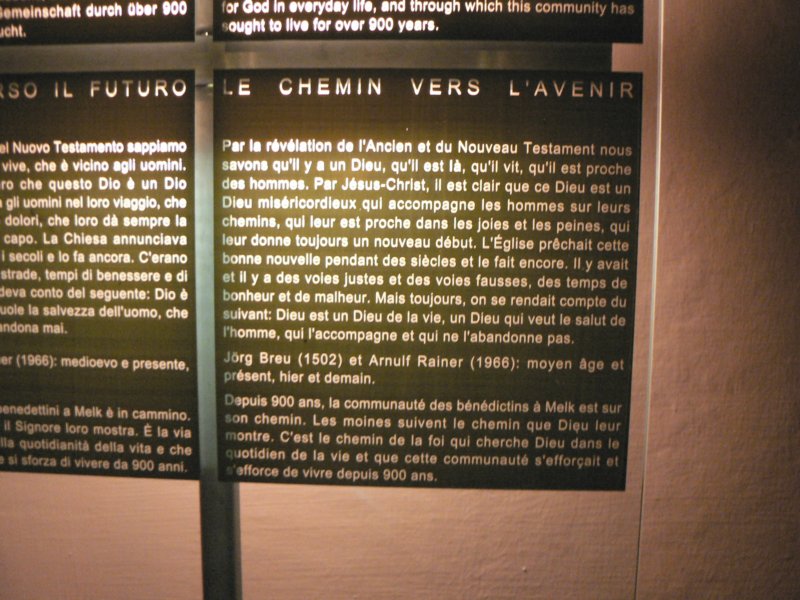 Gemeinschaft durch über 900
ucht.
for God in everyday life, and through which this community has
sought to live for over 900 years.
RSO IL FUTURO
el Nuovo Testamento sappiamo
vive, che è vicino agli uomini.
ro che questo Dio è un Dio
gli uomini nel loro viaggio, che
dolori, che loro dà sempre la
capo. La Chiesa annunciava
i secoli e lo fa ancora. C'erano
strade, tempi di benessere e di
deva conto del seguente: Dio è
uole la salvezza dell'uomo, che
andona mai.
er (1966): medioevo e presente,
benedettini a Melk è in cammino.
il Signore loro mostra. È la via
lla quotidianità della vita e che
e si sforza di vivere da 900 anni.
LE CHEMIN VERS L'AVENIR
Par la révélation de l'Ancien et du Nouveau Testament nous
savons qu'il y a un Dieu, qu'il est là, qu'il vit, qu'il est proche
des hommes. Par Jésus-Christ, il est clair que ce Dieu est un
Dieu miséricordieux qui accompagne les hommes sur leurs
chemins, qui leur est proche dans les joies et les peines, qui
leur donne toujours un nouveau début. L'Église prêchait cette
bonne nouvelle pendant des siècles et le fait encore. Il y avait
et il y a des voies justes et des voies fausses, des temps de
bonheur et de malheur. Mais toujours, on se rendait compte du
suivant: Dieu est un Dieu de la vie, un Dieu qui veut le salut de
l'homme, qui l'accompagne et qui ne l'abandonne pas.
Jörg Breu (1502) et Arnulf Rainer (1966): moyen âge et
présent, hier et demain.
Depuis 900 ans, la communauté des bénédictins à Melk est sur
son chemin. Les moines suivent le chemin que Dieu leur
montre. C'est le chemin de la foi qui cherche Dieu dans le
quotidien de la vie et que cette communauté s'efforçait et
s'efforce de vivre depuis 900 ans.